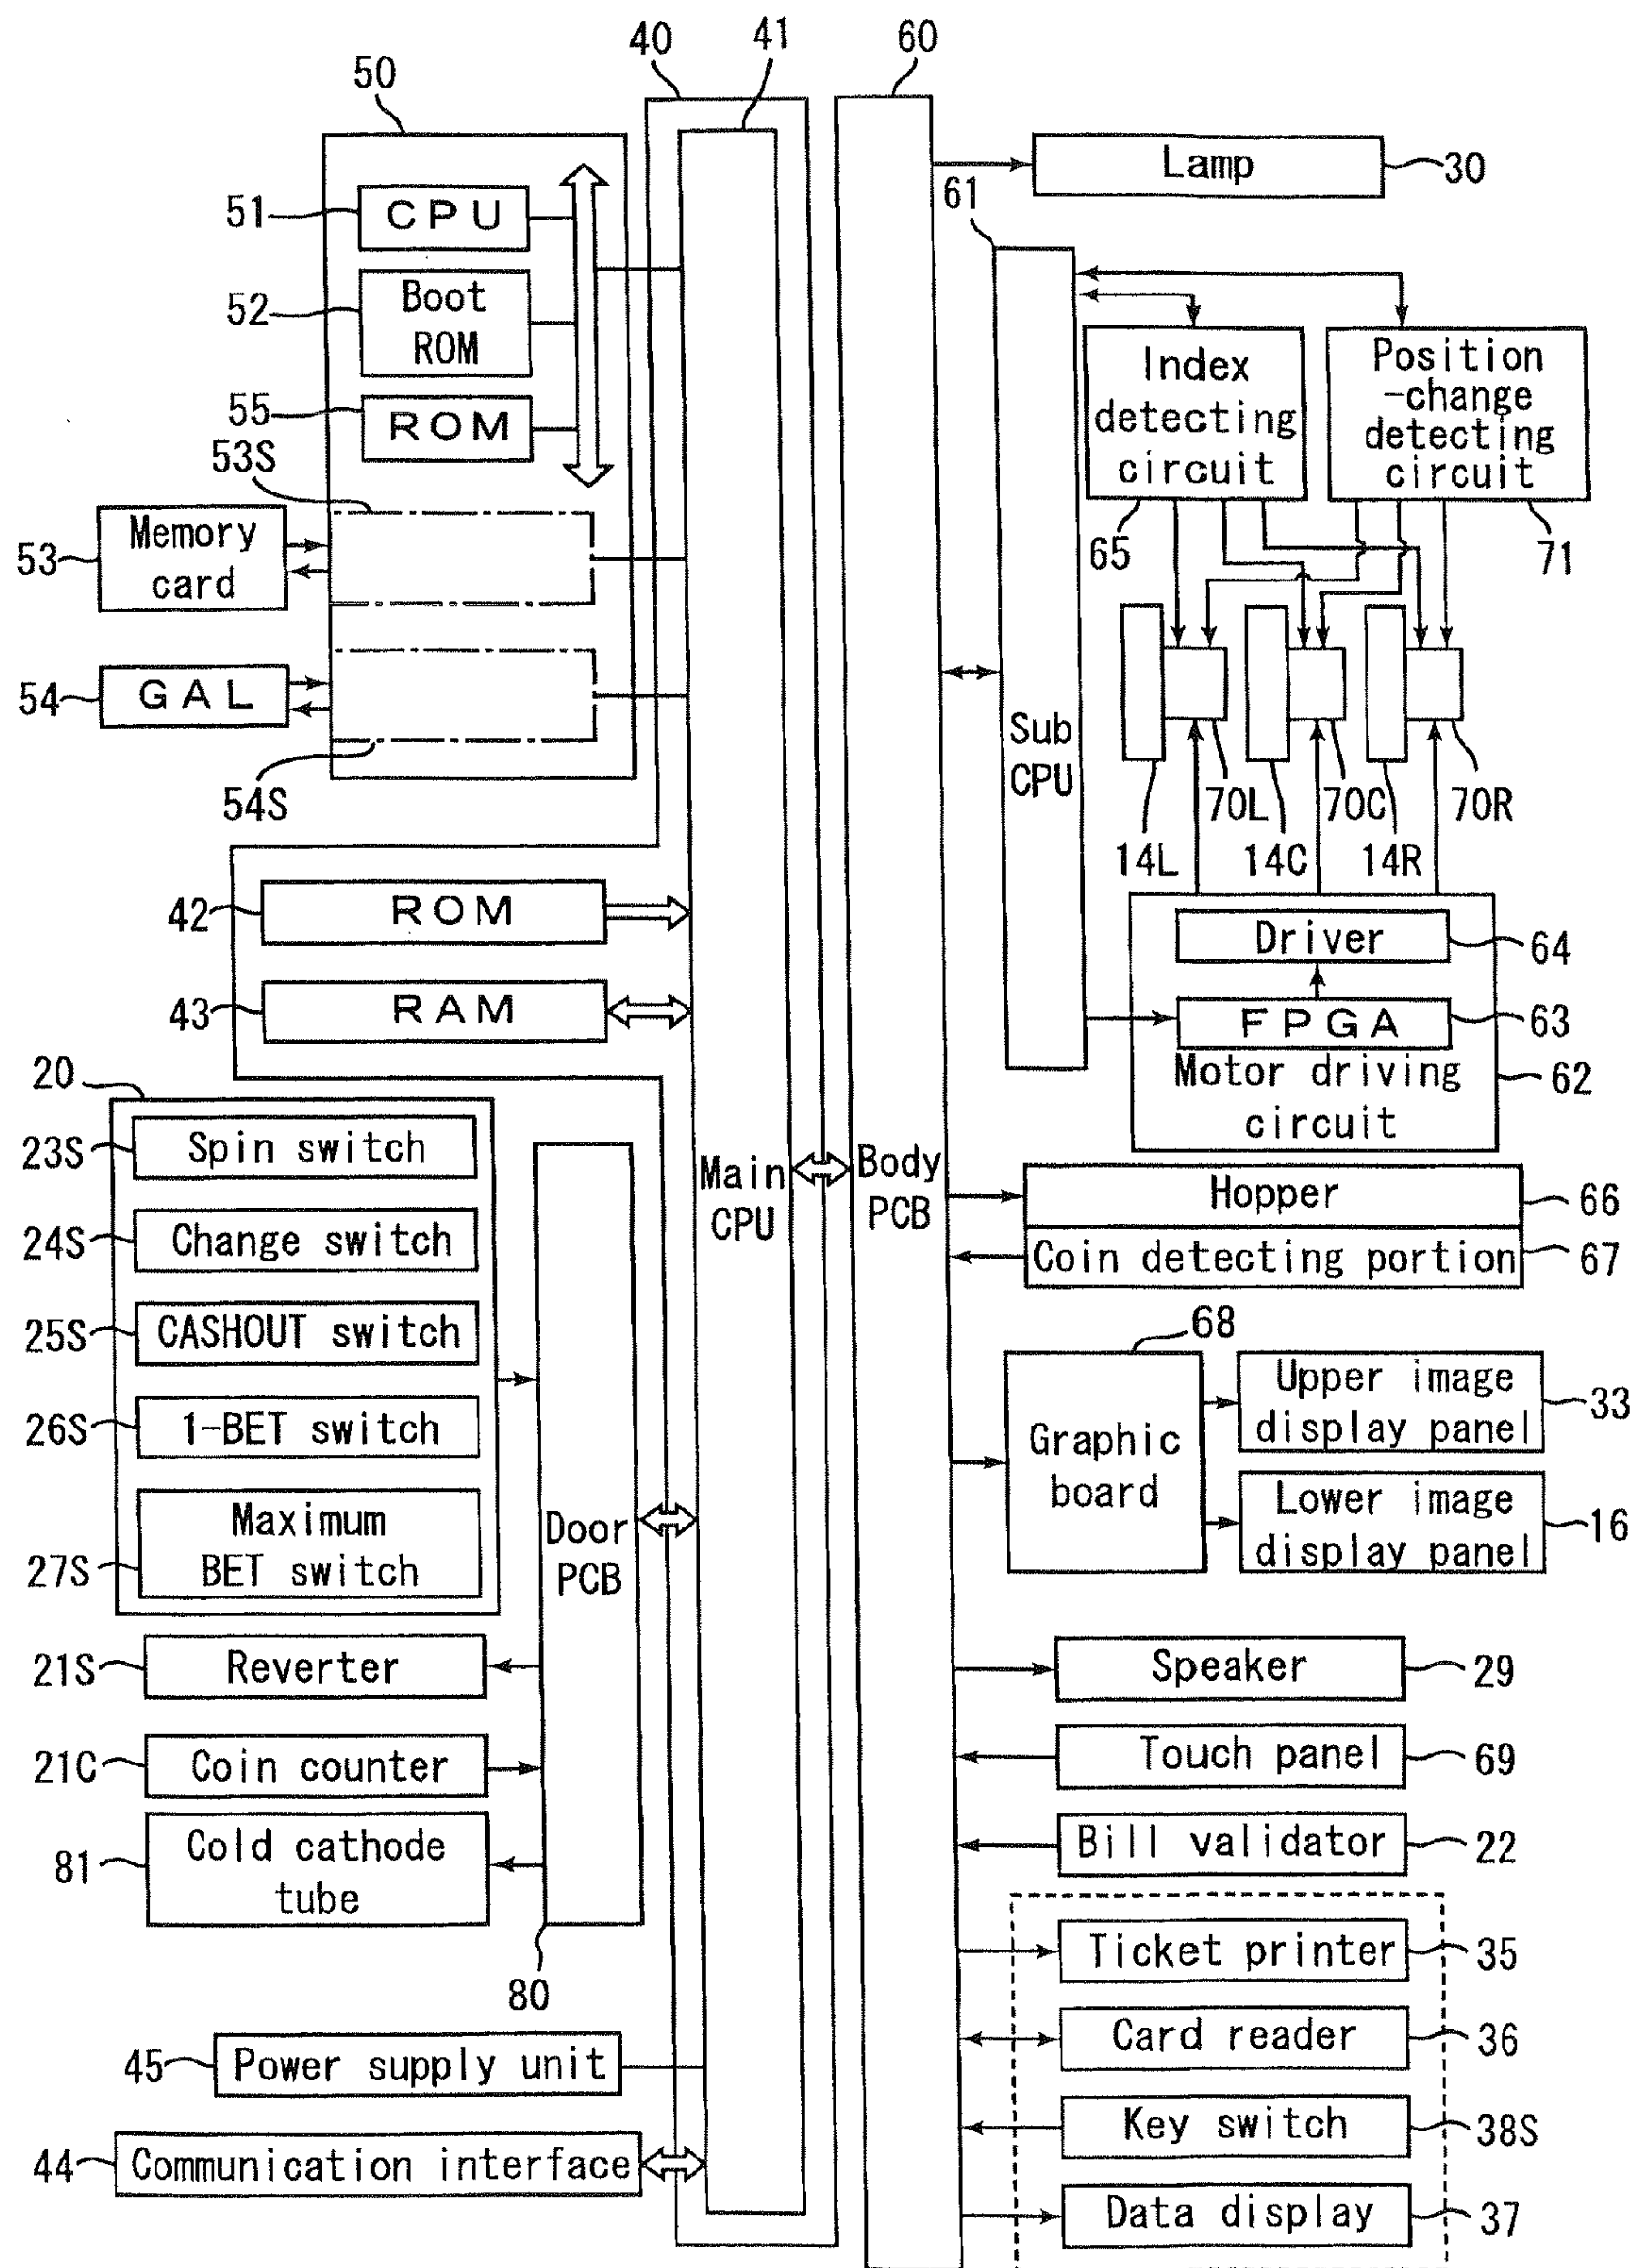 40
41
60
50
Lamp
30
61
51
CPU
52
Boot
ROM
55
ROM
53S
Index
detecting
circuit
Position
-change
detecting
circuit
65
71
53
Memory
card
54
GAL
54S
Sub
CPU
70L
70C
70R
14L
14C
14R
42
ROM
43
RAM
Driver
64
FPGA
63
Motor driving
circuit
62
20
23S
Spin switch
24S
Change switch
25S
CASHOUT switch
26S
1-BET switch
27S
Maximum
BET switch
Door
PCB
Main
CPU
Body
PCB
Hopper
66
Coin detecting portion
67
68
Graphic
board
Upper image
display panel
33
Lower image
display panel
16
21S
Reverter
21C
Coin counter
81
Cold cathode
tube
80
Speaker
29
Touch panel
69
Bill validator
22
Ticket printer
35
Card reader
36
Key switch
38S
Data display
37
45
Power supply unit
44
Communication interface